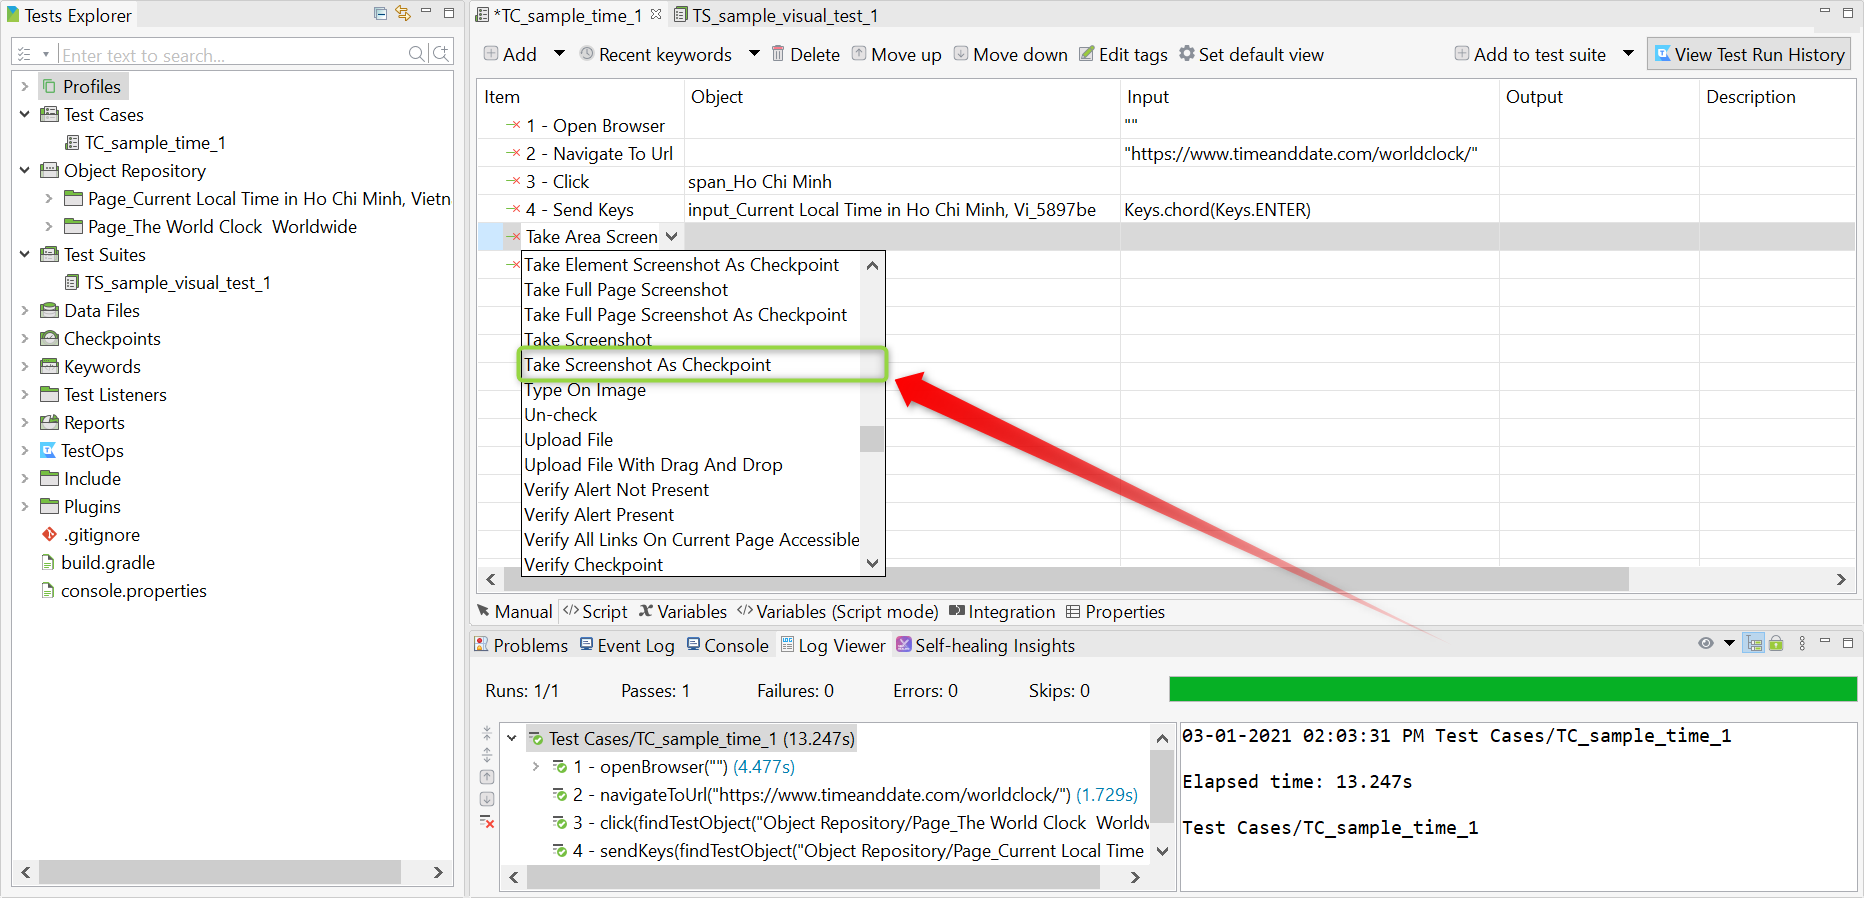 Tests Explorer
Enter text to search...
Profiles
Test Cases
TC_sample_time_1
Object Repository
Page_Current Local Time in Ho Chi Minh, Vietn
Page_The World Clock  Worldwide
Test Suites
TS_sample_visual_test_1
Data Files
Checkpoints
Keywords
Test Listeners
Reports
TestOps
Include
Plugins
.gitignore
build.gradle
console.properties
*TC_sample_time_1
TS_sample_visual_test_1
Add
Recent keywords
Delete
Move up
Move down
Edit tags
Set default view
Add to test suite
View Test Run History
Item Object Input Output Description
1 - Open Browser ""
2 - Navigate To Url "https://www.timeanddate.com/worldclock/"
3 - Click span_Ho Chi Minh
4 - Send Keys input_Current Local Time in Ho Chi Minh, Vi_5897be Keys.chord(Keys.ENTER)
Take Area Screen
Take Element Screenshot As Checkpoint
Take Full Page Screenshot
Take Full Page Screenshot As Checkpoint
Take Screenshot
Take Screenshot As Checkpoint
Type On Image
Un-check
Upload File
Upload File With Drag And Drop
Verify Alert Not Present
Verify Alert Present
Verify All Links On Current Page Accessible
Verify Checkpoint
Manual
Script
Variables
Variables (Script mode)
Integration
Properties
Problems
Event Log
Console
Log Viewer
Self-healing Insights
Runs: 1/1 Passes: 1 Failures: 0 Errors: 0 Skips: 0
Test Cases/TC_sample_time_1 (13.247s)
1 - openBrowser("") (4.477s)
2 - navigateToUrl("https://www.timeanddate.com/worldclock/") (1.729s)
3 - click(findTestObject("Object Repository/Page_The World Clock  Worldw
4 - sendKeys(findTestObject("Object Repository/Page_Current Local Time
03-01-2021 02:03:31 PM Test Cases/TC_sample_time_1
Elapsed time: 13.247s
Test Cases/TC_sample_time_1